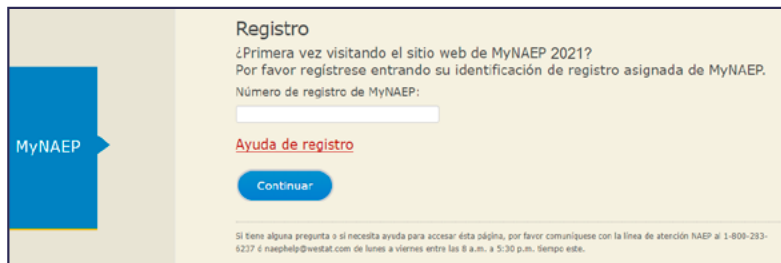 Registro
¿Primera vez visitando el sitio web de MyNAEP 2021?
Por favor regístrese entrando su identificación de registro asignada de MyNAEP.
Número de registro de MyNAEP:
MyNAEP
Ayuda de registro
Continuar
Si tiene alguna pregunta o si necesita ayuda para accesar ésta página, por favor comuníquese con la línea de atención NAEP al 1-800-283-
6237 ó naephelp@westat.com de lunes a viernes entre las 8 a.m. a 5:30 p.m. tiempo este.